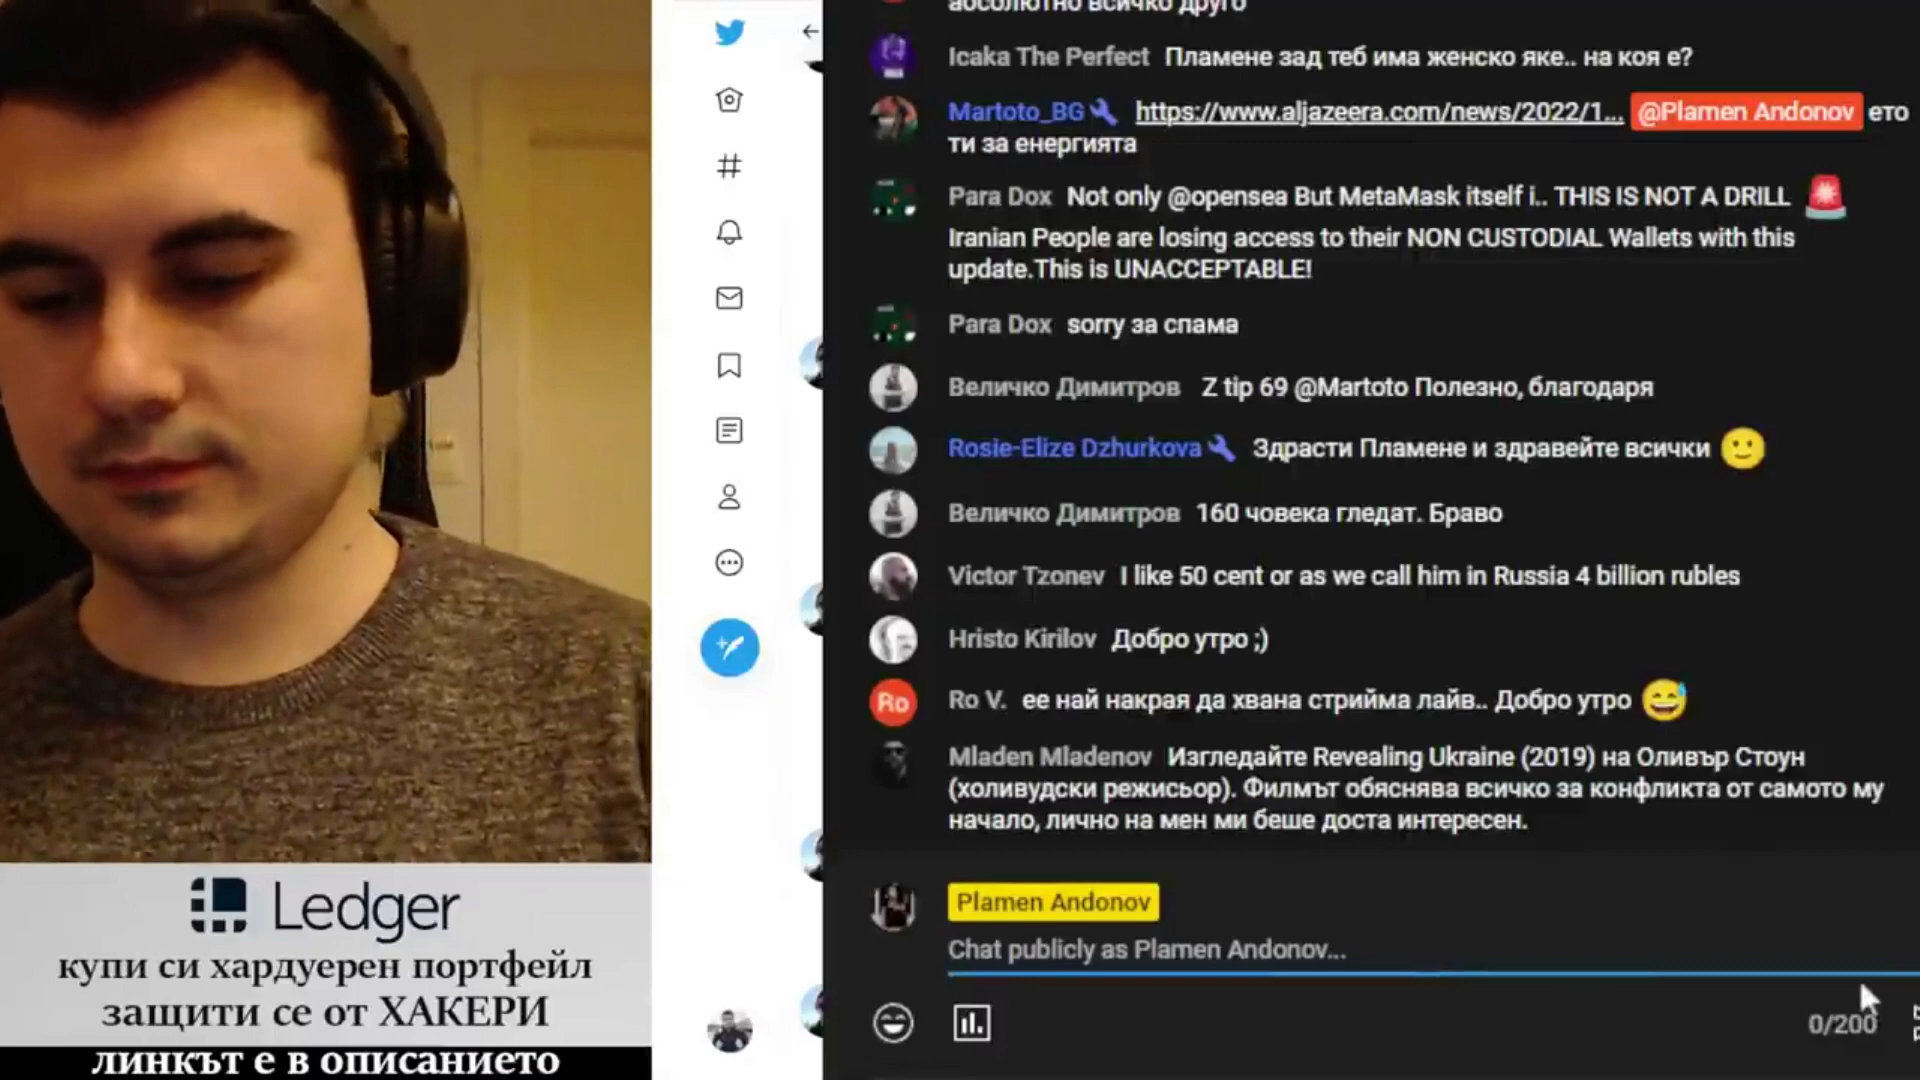 абсолютно всичко друго
Icaka The Perfect Пламене зад теб има женско яке.. на коя е?
Martoto_BG https://www.aljazeera.com/news/2022/1... @Plamen Andonov ето
ти за енергията
Para Dox Not only @opensea But MetaMask itself i.. THIS IS NOT A DRILL
Iranian People are losing access to their NON CUSTODIAL Wallets with this
update.This is UNACCEPTABLE!
Para Dox sorry за спама
Величко Димитров Z tip 69 @Martoto Полезно, благодаря
Rosie-Elize Dzhurkova Здрасти Пламене и здравейте всички
Величко Димитров 160 човека гледат. Браво
Victor Tzonev I like 50 cent or as we call him in Russia 4 billion rubles
Hristo Kirilov Добро утро ;)
Ro
Ro V. ее най накрая да хвана стрийма лайв.. Добро утро
Mladen Mladenov Изгледайте Revealing Ukraine (2019) на Оливър Стоун
(холивудски режисьор). Филмът обяснява всичко за конфликта от самото му
начало, лично на мен ми беше доста интересен.
Plamen Andonov
Chat publicly as Plamen Andonov...
0/200
Ledger
купи си хардуерен портфейл
защити се от ХАКЕРИ
линкът е в описанието